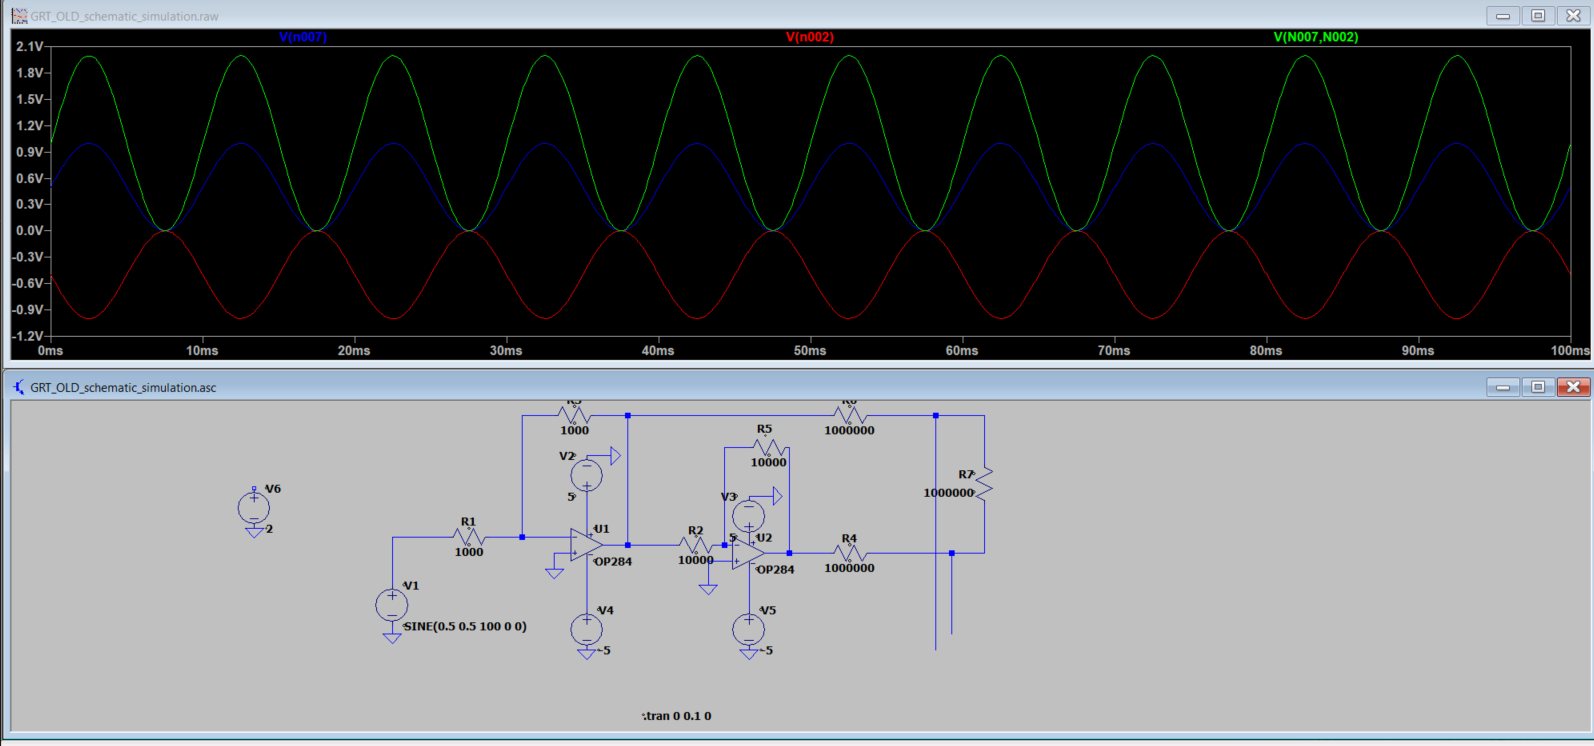 GRT_OLD_schematic_simulation.raw
V(n007) V(n002) V(N007,N002)
2.1V
1.8V
1.5V
1.2V
0.9V
0.6V
0.3V
0.0V
-0.3V
-0.6V
-0.9V
-1.2V
0ms 10ms 20ms 30ms 40ms 50ms 60ms 70ms 80ms 90ms 100ms
GRT_OLD_schematic_simulation.asc
R3
1000
R6
1000000
R5
10000
V2
5
R7
1000000
V6
2
V3
5
R1
1000
U1
OP284
R2
10000
U2
OP284
R4
1000000
V1
SINE(0.5 0.5 100 0 0)
V4
-5
V5
-5
.tran 0 0.1 0